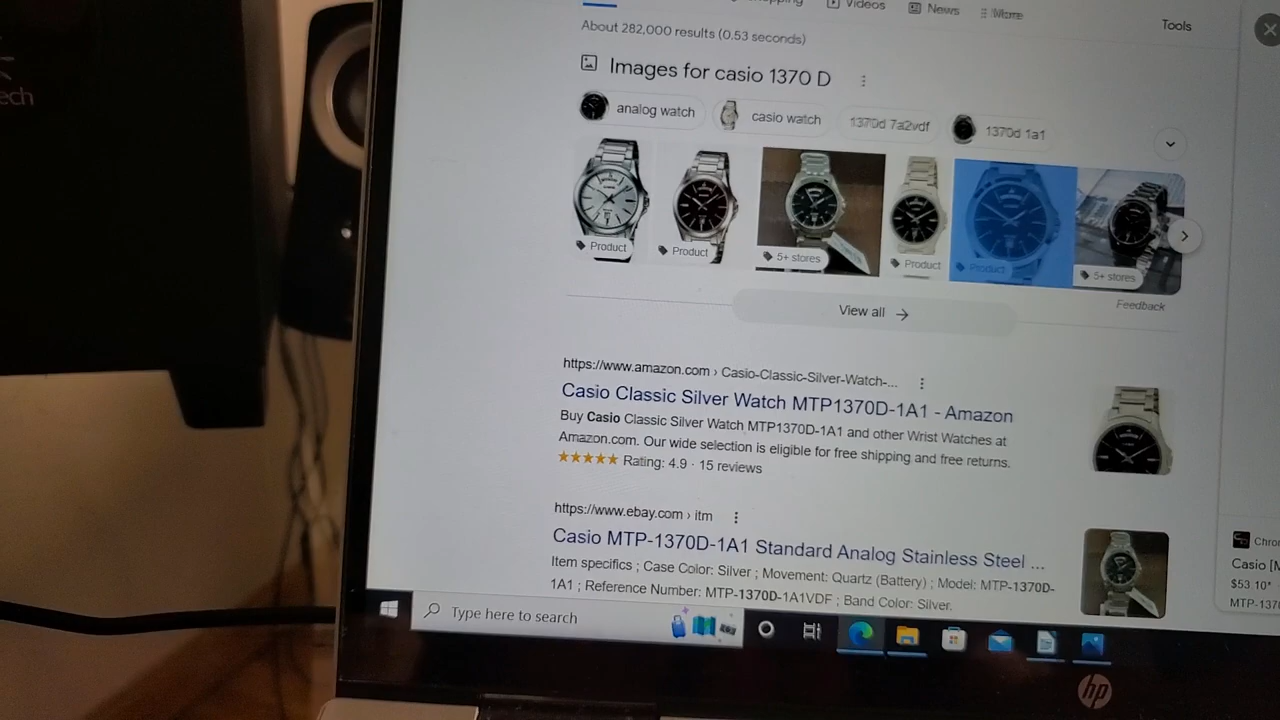 ech
Videos
News
More
Tools
About 282,000 results (0.53 seconds)
Images for casio 1370 D
analog watch
casio watch
1370d 7a2vdf
1370d 1a1
Product
Product
5+ stores
Product
Product
5+ stores
Feedback
View all
https://www.amazon.com › Casio-Classic-Silver-Watch-...
Casio Classic Silver Watch MTP1370D-1A1 - Amazon
Buy Casio Classic Silver Watch MTP1370D-1A1 and other Wrist Watches at
Amazon.com. Our wide selection is eligible for free shipping and free returns.
Rating: 4.9 · 15 reviews
https://www.ebay.com › itm
Casio MTP-1370D-1A1 Standard Analog Stainless Steel ...
Item specifics ; Case Color: Silver ; Movement: Quartz (Battery) ; Model: MTP-1370D-
1A1 ; Reference Number: MTP-1370D-1A1VDF ; Band Color: Silver.
Chron
Casio [M
$53.10*
MTP-137
Type here to search
hp